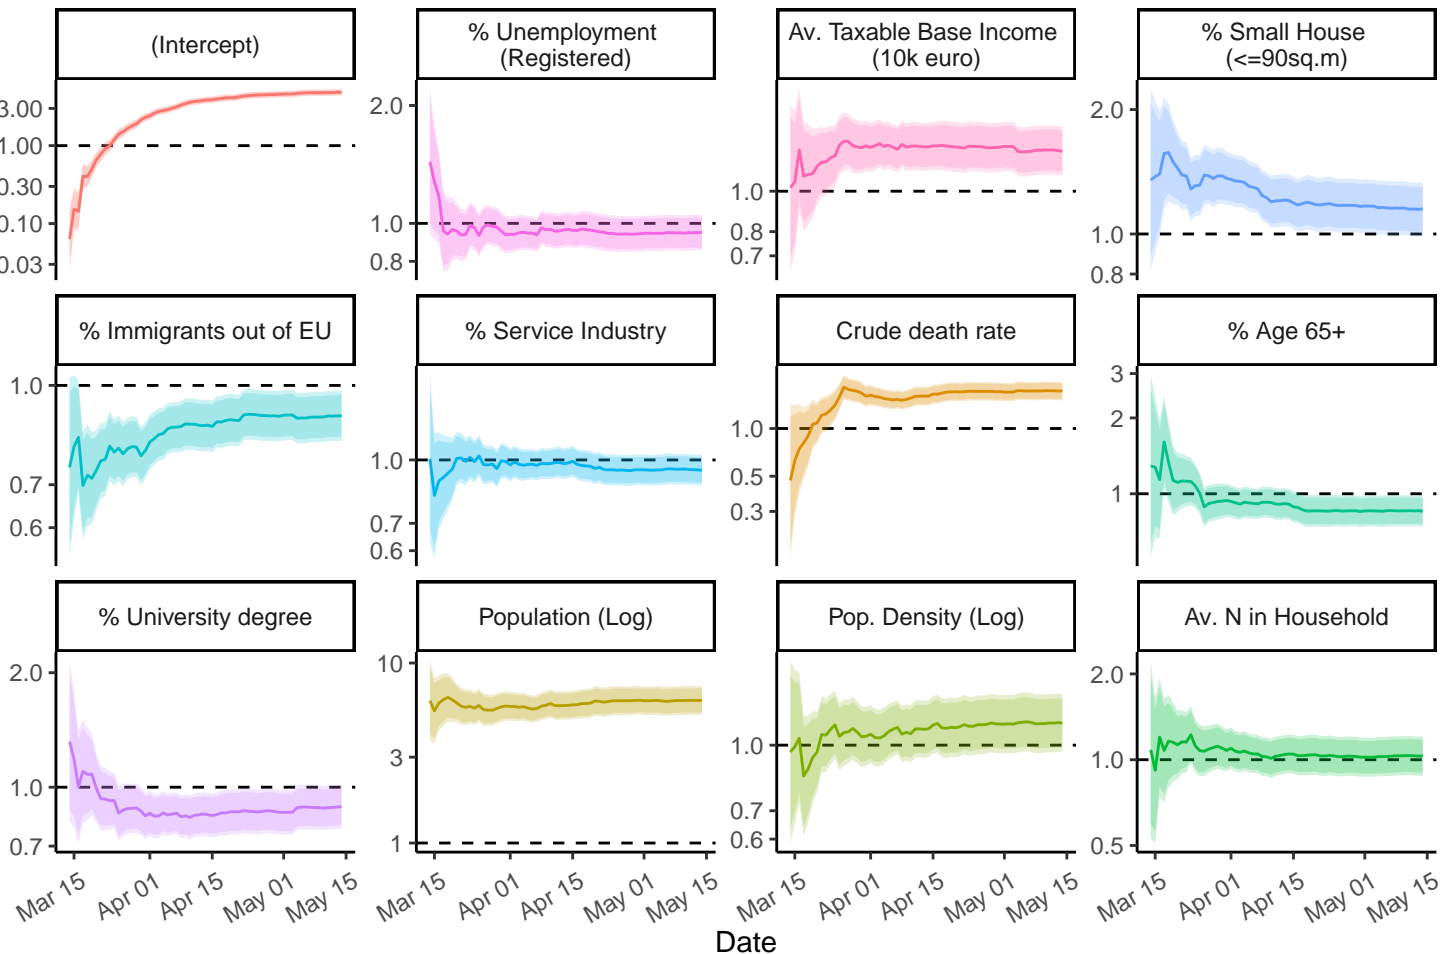 (Intercept)
% Unemployment
(Registered)
Av. Taxable Base Income
(10k euro)
% Small House
(<=90sq.m)
3.00
1.00
0.30
0.10
0.03
2.0
1.0
0.8
1.0
0.8
0.7
2.0
1.0
0.8
% Immigrants out of EU
% Service Industry
Crude death rate
% Age 65+
1.0
0.7
0.6
1.0
0.7
0.6
1.0
0.5
0.3
3
2
1
% University degree
Population (Log)
Pop. Density (Log)
Av. N in Household
2.0
1.0
0.7
10
3
1
1.0
0.7
0.6
2.0
1.0
0.5
Mar 15
Apr 01
Apr 15
May 01
May 15
Mar 15
Apr 01
Apr 15
May 01
May 15
Mar 15
Apr 01
Apr 15
May 01
May 15
Mar 15
Apr 01
Apr 15
May 01
May 15
Date